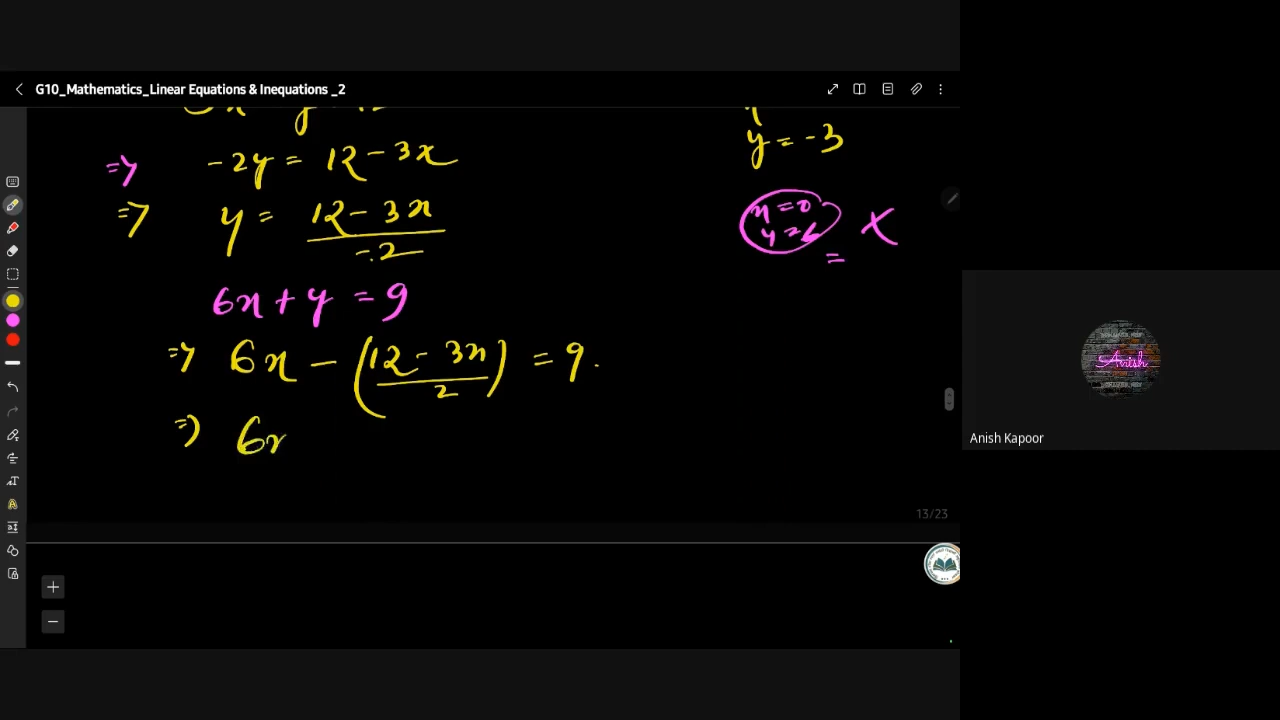 G10_Mathematics_Linear Equations & Inequations _2
⇒ -2y = 12 - 3x
⇒ y = (12 - 3x)/-2
6x + y = 9
⇒ 6x - ((12 - 3x)/2) = 9.
⇒ 6x
y = -3
x = 0
y = 6
=
X
13/23
Anish
Anish Kapoor